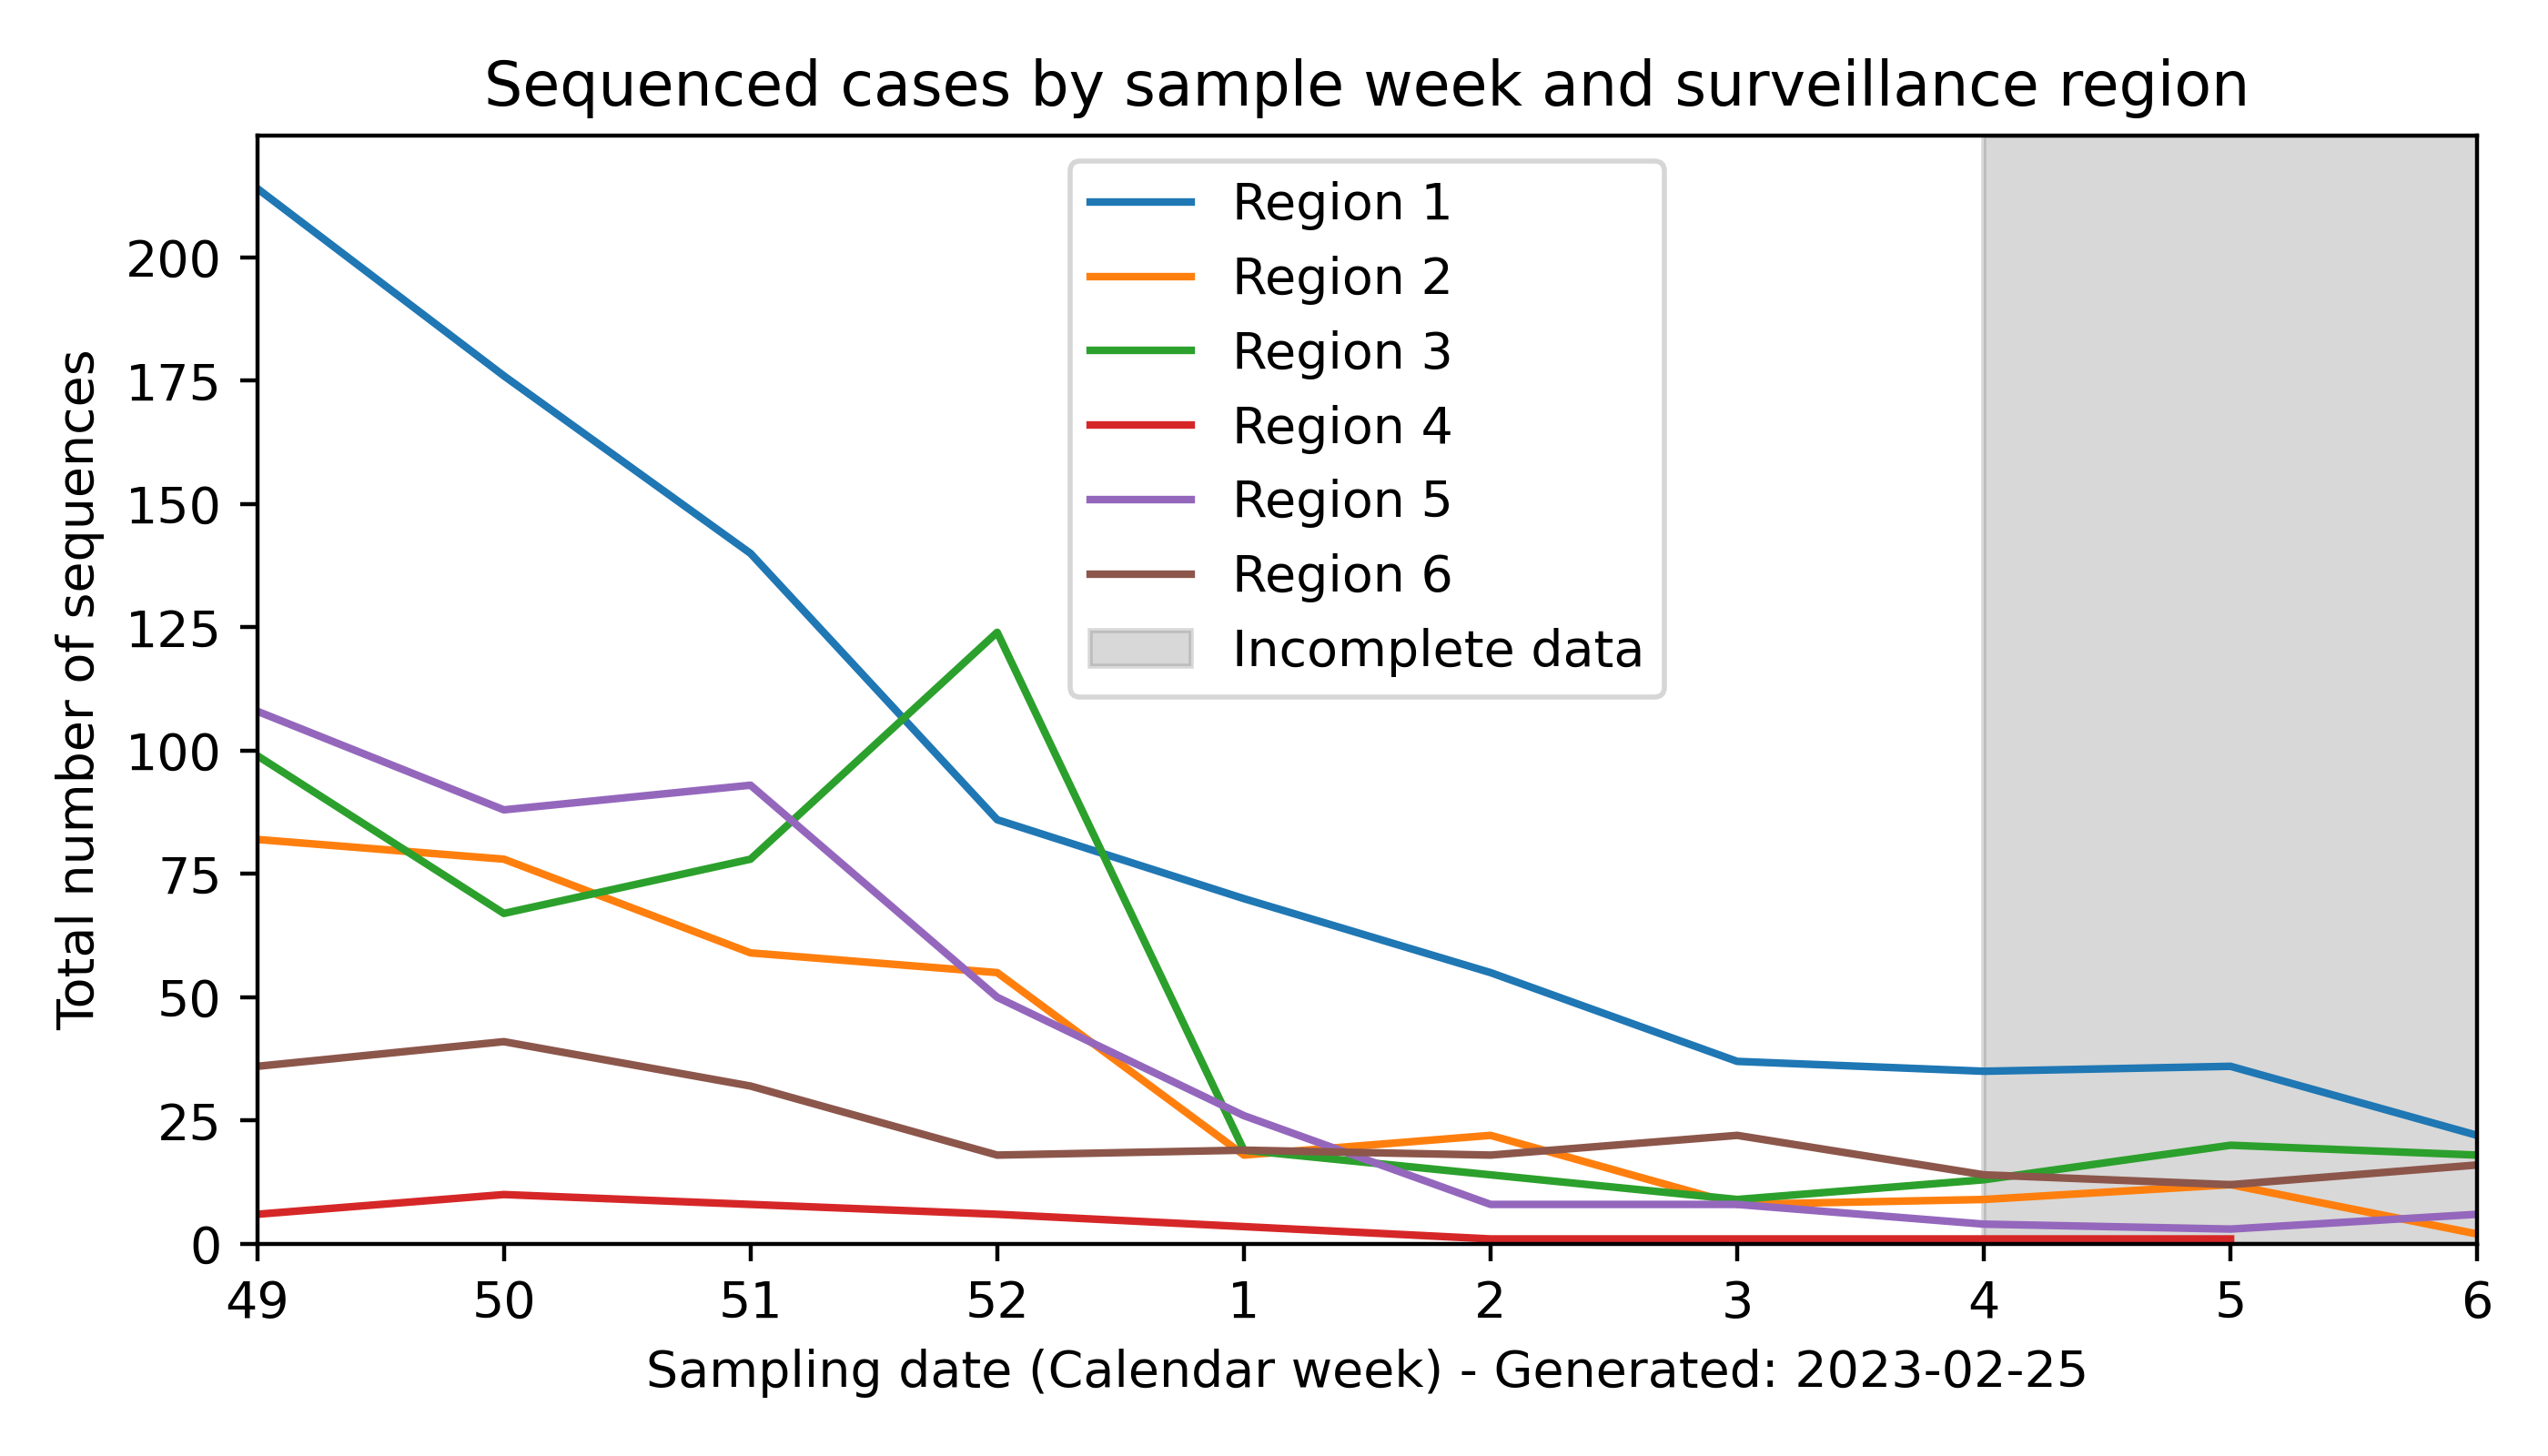 Sequenced cases by sample week and surveillance region
Total number of sequences
200
175
150
125
100
75
50
25
0
Region 1
Region 2
Region 3
Region 4
Region 5
Region 6
Incomplete data
49 50 51 52 1 2 3 4 5 6
Sampling date (Calendar week) - Generated: 2023-02-25